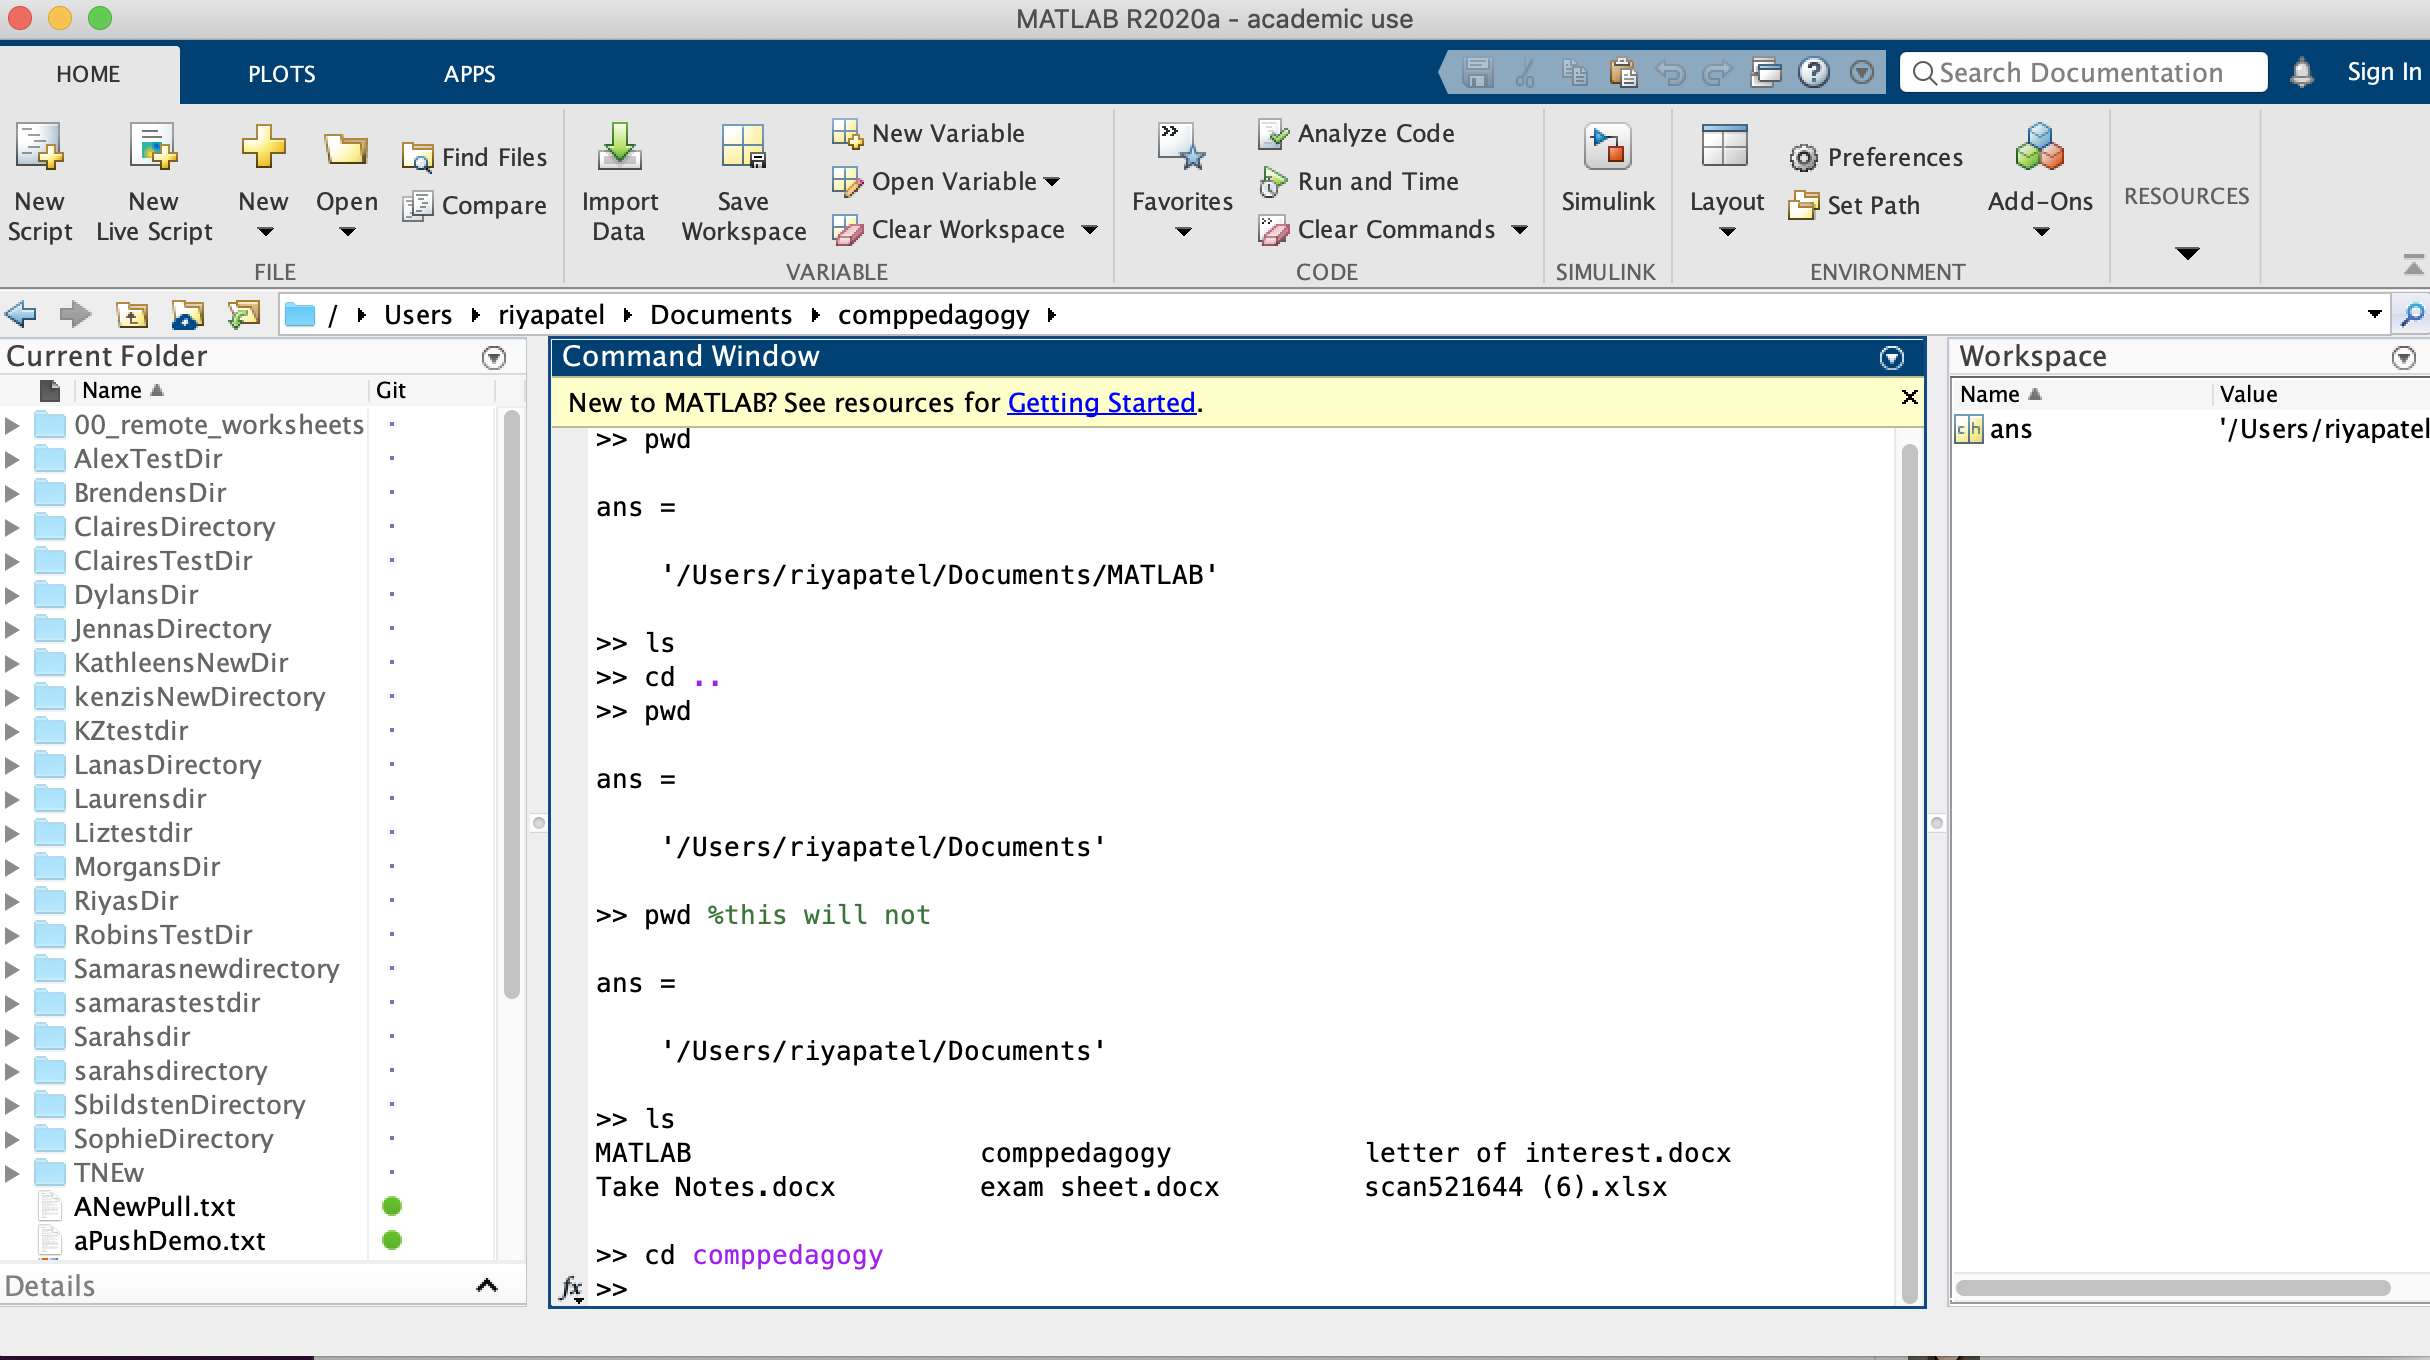 MATLAB R2020a - academic use
HOME PLOTS APPS Search Documentation Sign In
New Script
New Live Script
New
Open
Find Files
Compare
FILE
Import Data
Save Workspace
New Variable
Open Variable
Clear Workspace
VARIABLE
Favorites
Analyze Code
Run and Time
Clear Commands
CODE
Simulink
SIMULINK
Layout
Preferences
Set Path
Add-Ons
ENVIRONMENT
RESOURCES
/ Users riyapatel Documents comppedagogy
Current Folder
Name Git
00_remote_worksheets
AlexTestDir
BrendensDir
ClairesDirectory
ClairesTestDir
DylansDir
JennasDirectory
KathleensNewDir
kenzisNewDirectory
KZtestdir
LanasDirectory
Laurensdir
Liztestdir
MorgansDir
RiyasDir
RobinsTestDir
Samarasnewdirectory
samarastestdir
Sarahsdir
sarahsdirectory
SbildstenDirectory
SophieDirectory
TNEw
ANewPull.txt
aPushDemo.txt
Details
Command Window
New to MATLAB? See resources for Getting Started.
>> pwd
ans =
'/Users/riyapatel/Documents/MATLAB'
>> ls
>> cd ..
>> pwd
ans =
'/Users/riyapatel/Documents'
>> pwd %this will not
ans =
'/Users/riyapatel/Documents'
>> ls
MATLAB comppedagogy letter of interest.docx
Take Notes.docx exam sheet.docx scan521644 (6).xlsx
>> cd comppedagogy
fx >>
Workspace
Name Value
ch ans '/Users/riyapatel